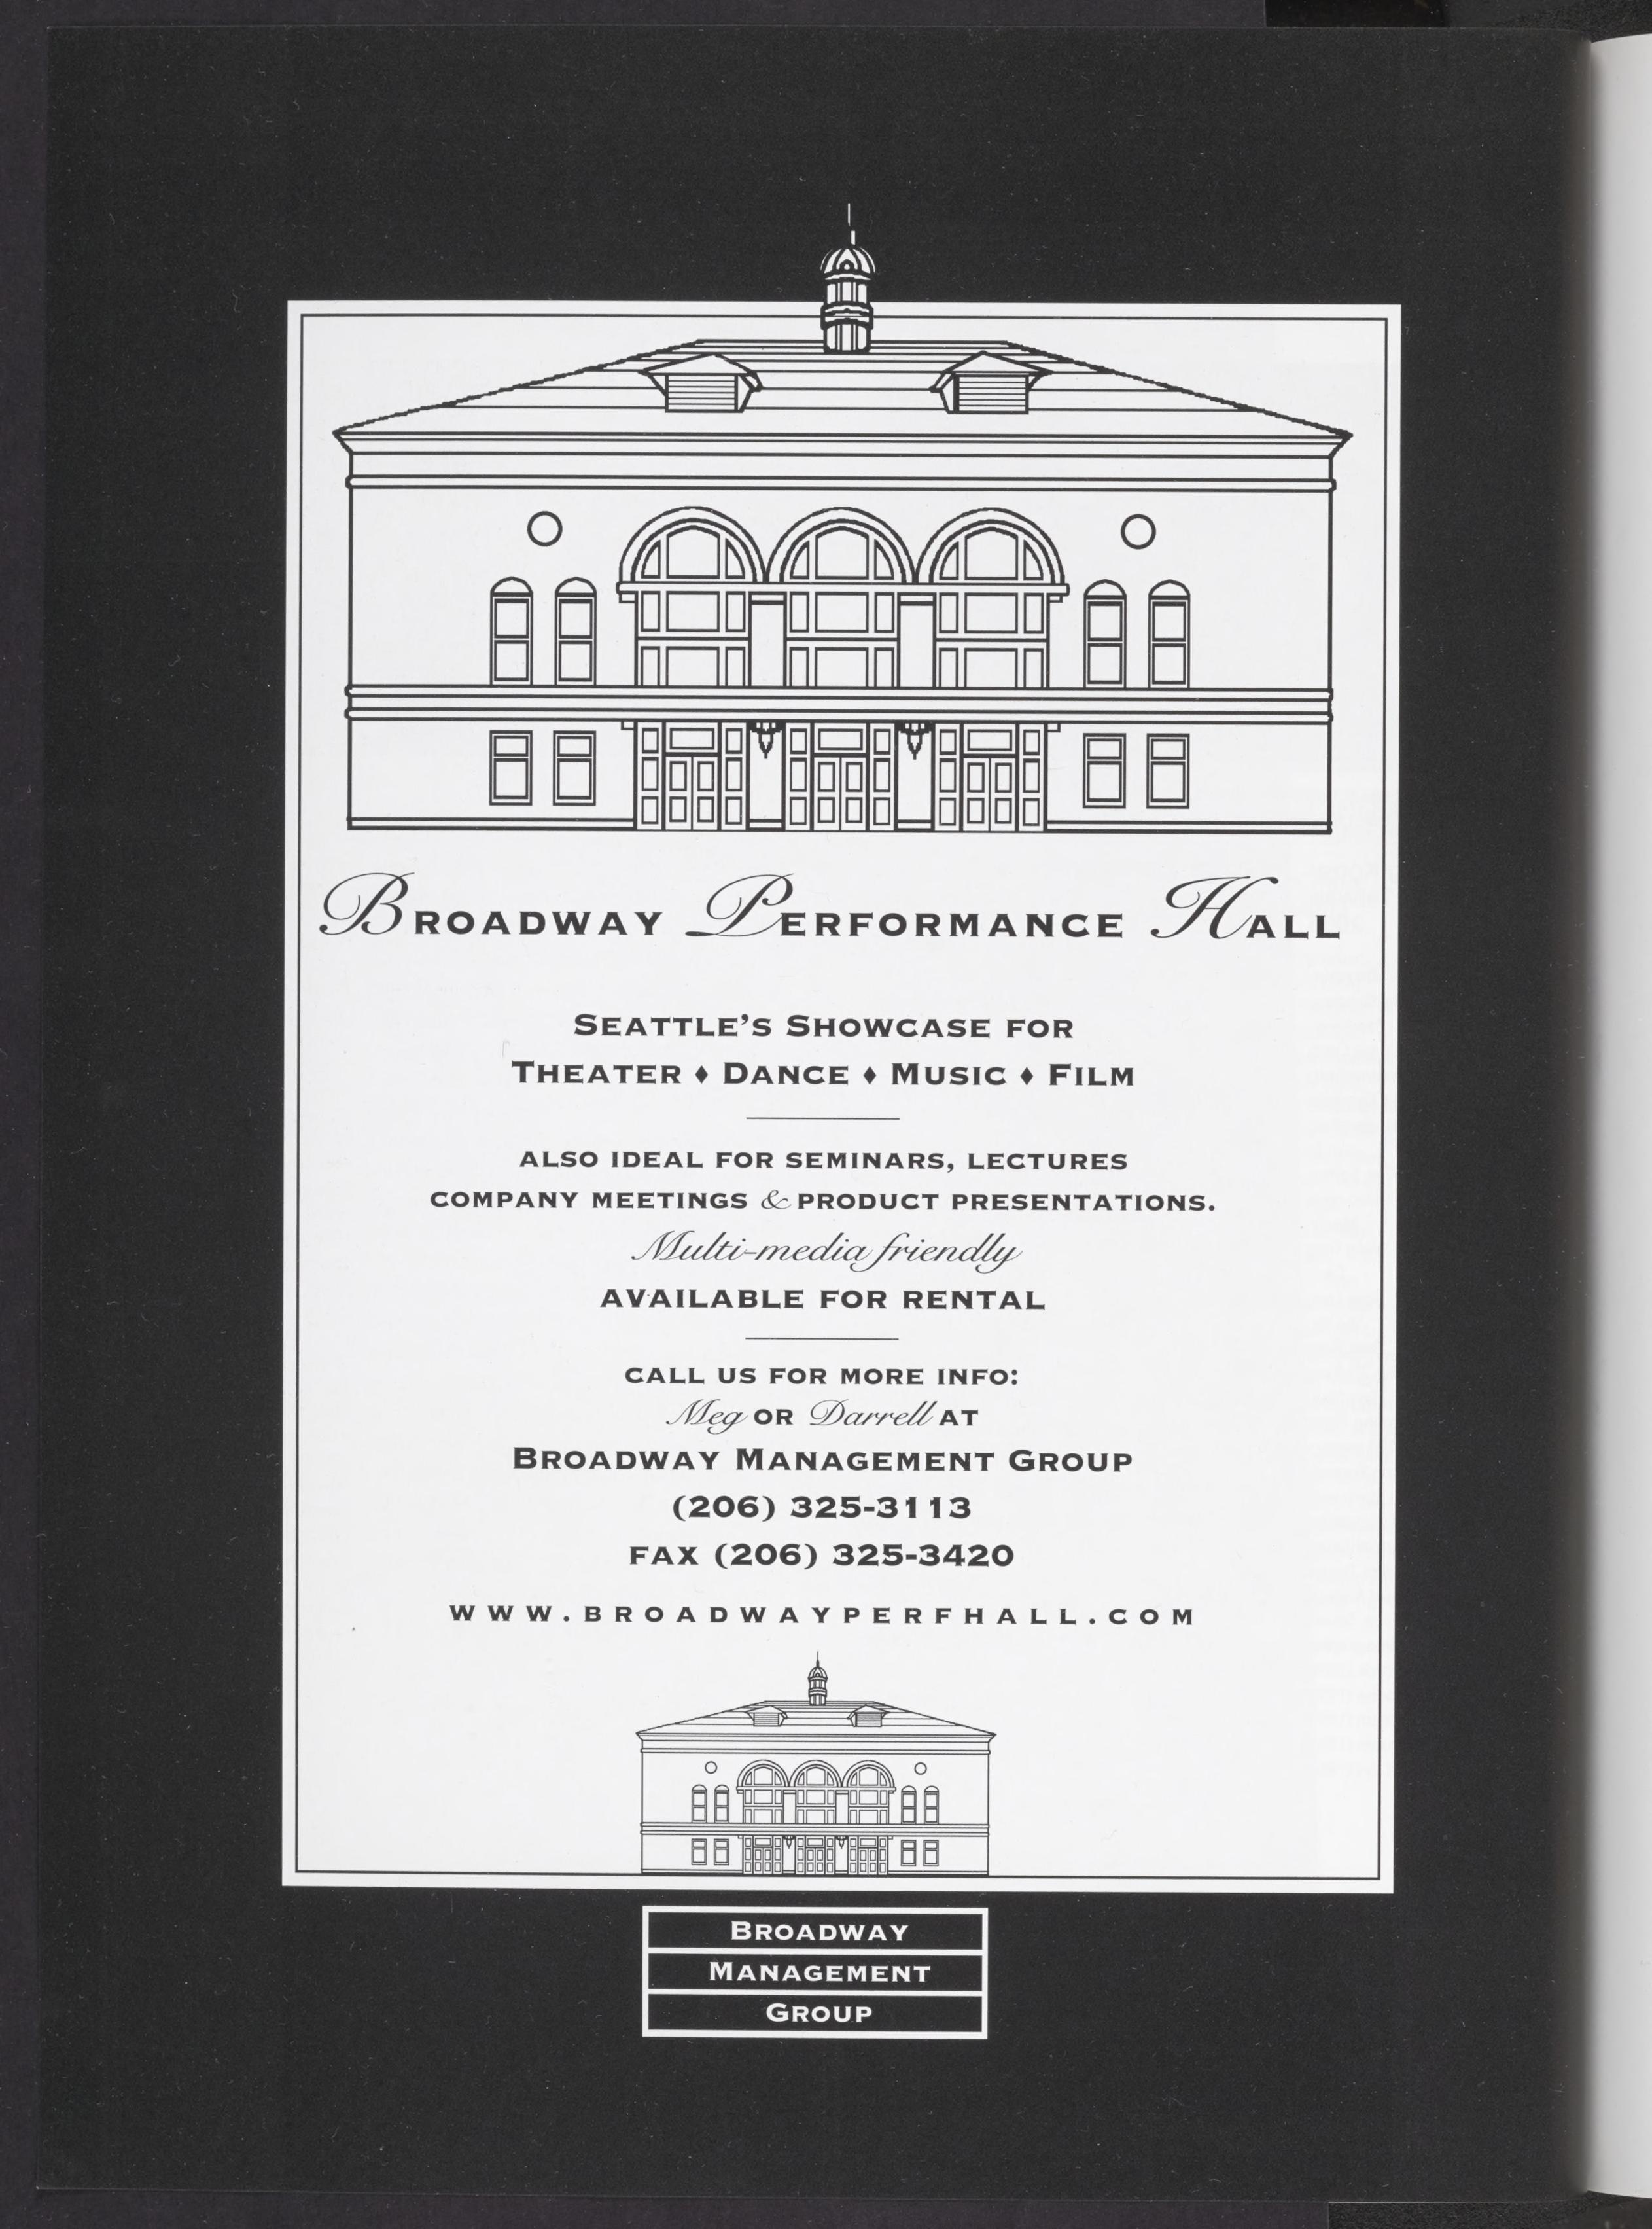 BROADWAY PERFORMANCE HALL
SEATTLE'S SHOWCASE FOR
THEATER ♦ DANCE ♦ MUSIC ♦ FILM
ALSO IDEAL FOR SEMINARS, LECTURES
COMPANY MEETINGS & PRODUCT PRESENTATIONS.
Multi-media friendly
AVAILABLE FOR RENTAL
CALL US FOR MORE INFO:
Meg OR Darrell AT
BROADWAY MANAGEMENT GROUP
(206) 325-3113
FAX (206) 325-3420
WWW.BROADWAYPERFHALL.COM
BROADWAY
MANAGEMENT
GROUP